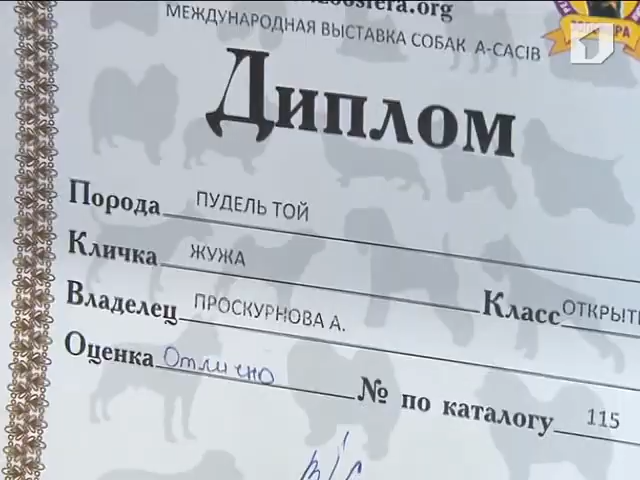 МЕЖДУНАРОДНАЯ ВЫСТАВКА СОБАК А-САСІВ
Диплом
Порода ПУДЕЛЬ ТОЙ
Кличка ЖУЖА
Класс
Владелец ПРОСКУРНОВА А.
Оценка Отлично
№ по каталогу 115